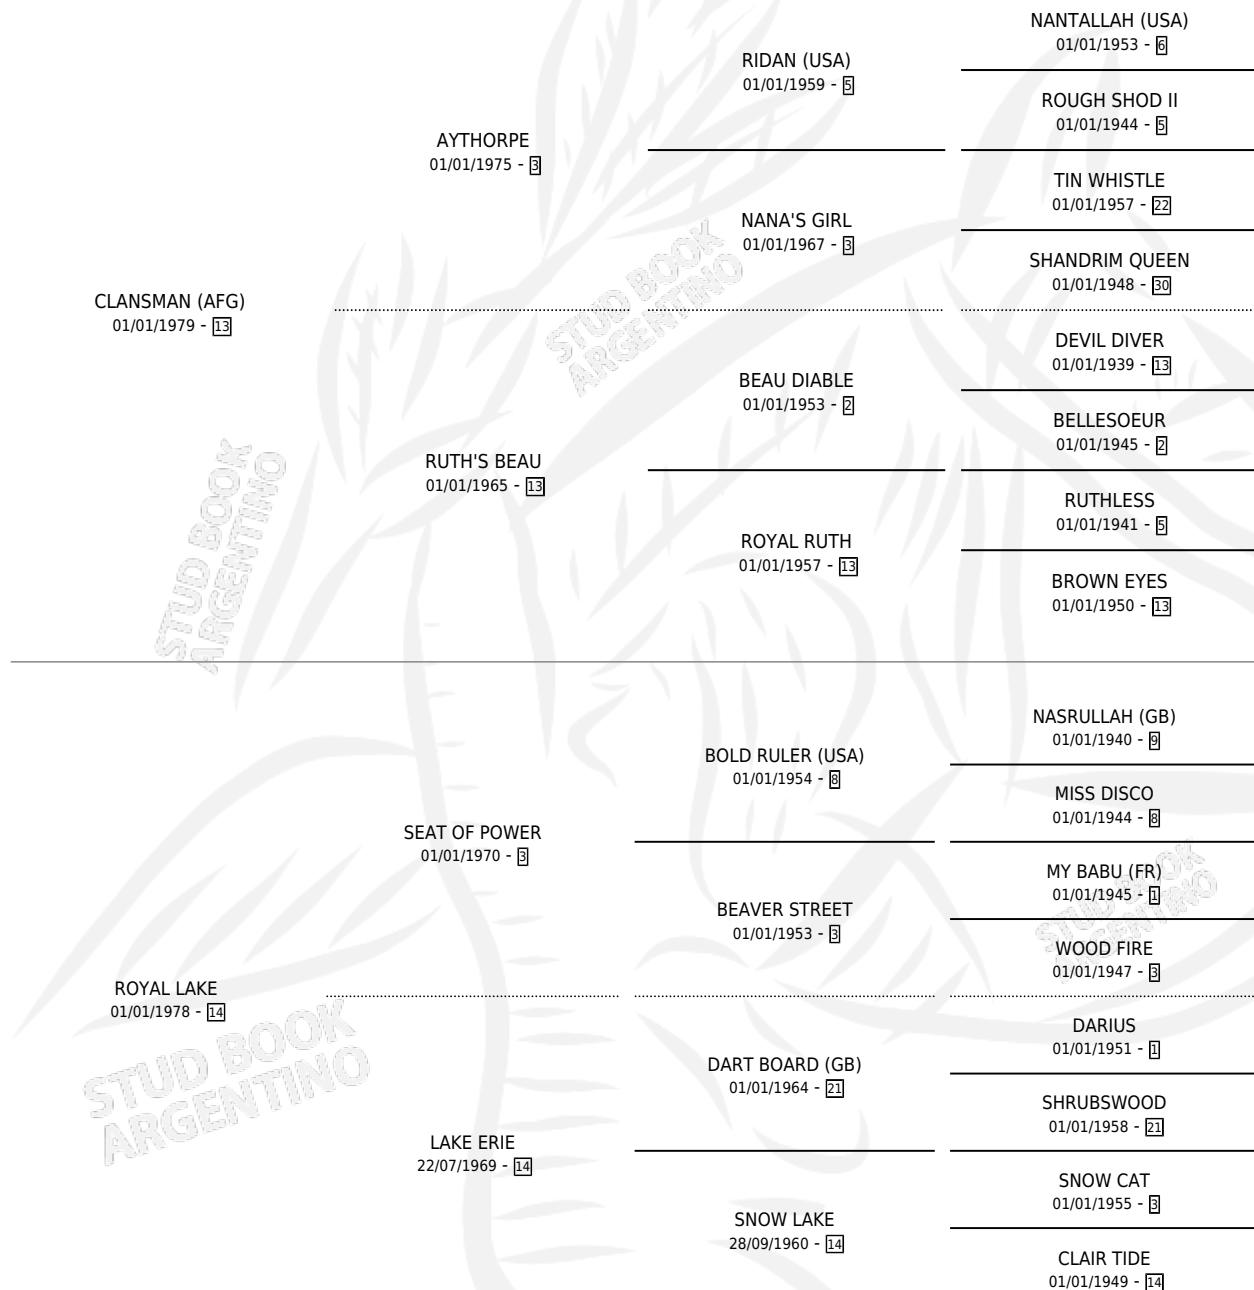 NANTALLAH (USA)
01/01/1953 - 6
RIDAN (USA)
01/01/1959 - 5
ROUGH SHOD II
01/01/1944 - 5
AYTHORPE
01/01/1975 - 3
TIN WHISTLE
01/01/1957 - 22
NANA'S GIRL
01/01/1967 - 3
SHANDRIM QUEEN
01/01/1948 - 30
CLANSMAN (AFG)
01/01/1979 - 13
DEVIL DIVER
01/01/1939 - 13
BEAU DIABLE
01/01/1953 - 2
BELLESOEUR
01/01/1945 - 2
RUTH'S BEAU
01/01/1965 - 13
RUTHLESS
01/01/1941 - 5
ROYAL RUTH
01/01/1957 - 13
BROWN EYES
01/01/1950 - 13
STUD BOOK
ARGENTINO
STUD BOOK
ARGENTINO
NASRULLAH (GB)
01/01/1940 - 9
BOLD RULER (USA)
01/01/1954 - 8
MISS DISCO
01/01/1944 - 8
SEAT OF POWER
01/01/1970 - 3
MY BABU (FR)
01/01/1945 - 1
BEAVER STREET
01/01/1953 - 3
WOOD FIRE
01/01/1947 - 3
STUD BOOK
ARGENTINO
ROYAL LAKE
01/01/1978 - 14
DARIUS
01/01/1951 - 1
DART BOARD (GB)
01/01/1964 - 21
SHRUBSWOOD
01/01/1958 - 21
STUD BOOK
ARGENTINO
LAKE ERIE
22/07/1969 - 14
SNOW CAT
01/01/1955 - 3
SNOW LAKE
28/09/1960 - 14
CLAIR TIDE
01/01/1949 - 14